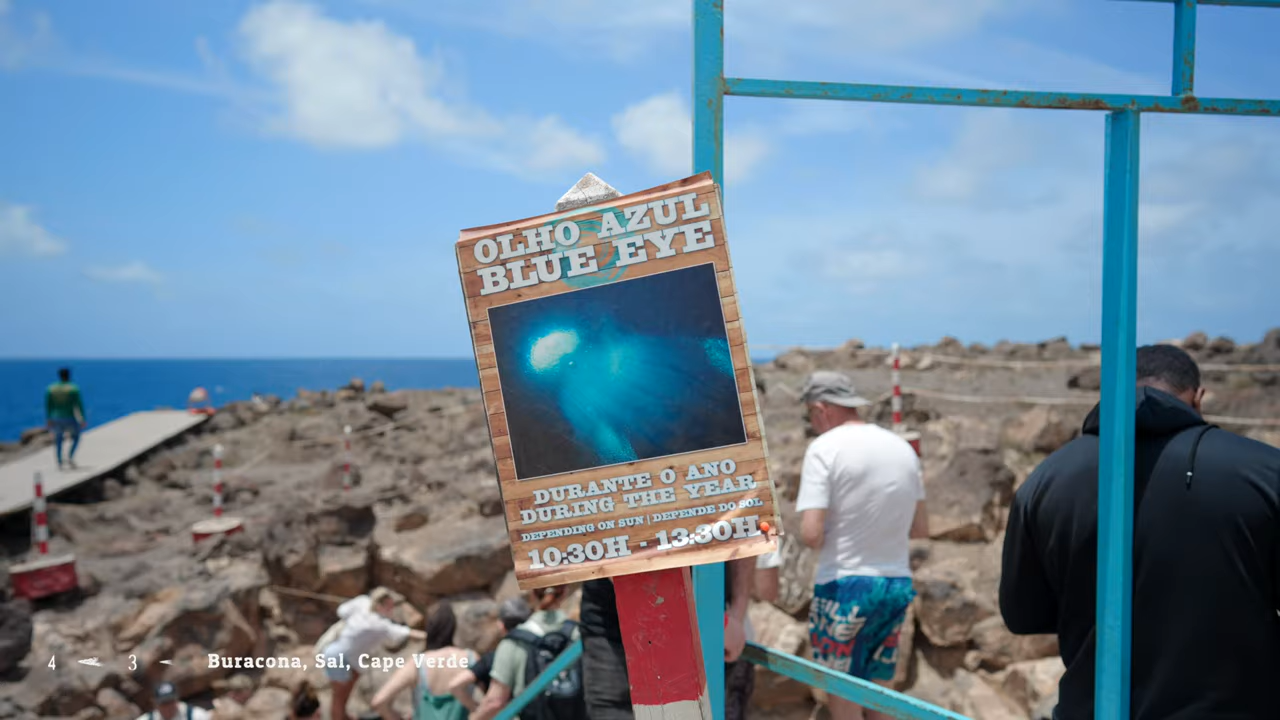 OLHO AZUL
BLUE EYE
DURANTE O ANO
DURING THE YEAR
DEPENDING ON SUN | DEPENDE DO SOL
10:30H - 13:30H
4 3 Buracona, Sal, Cape Verde